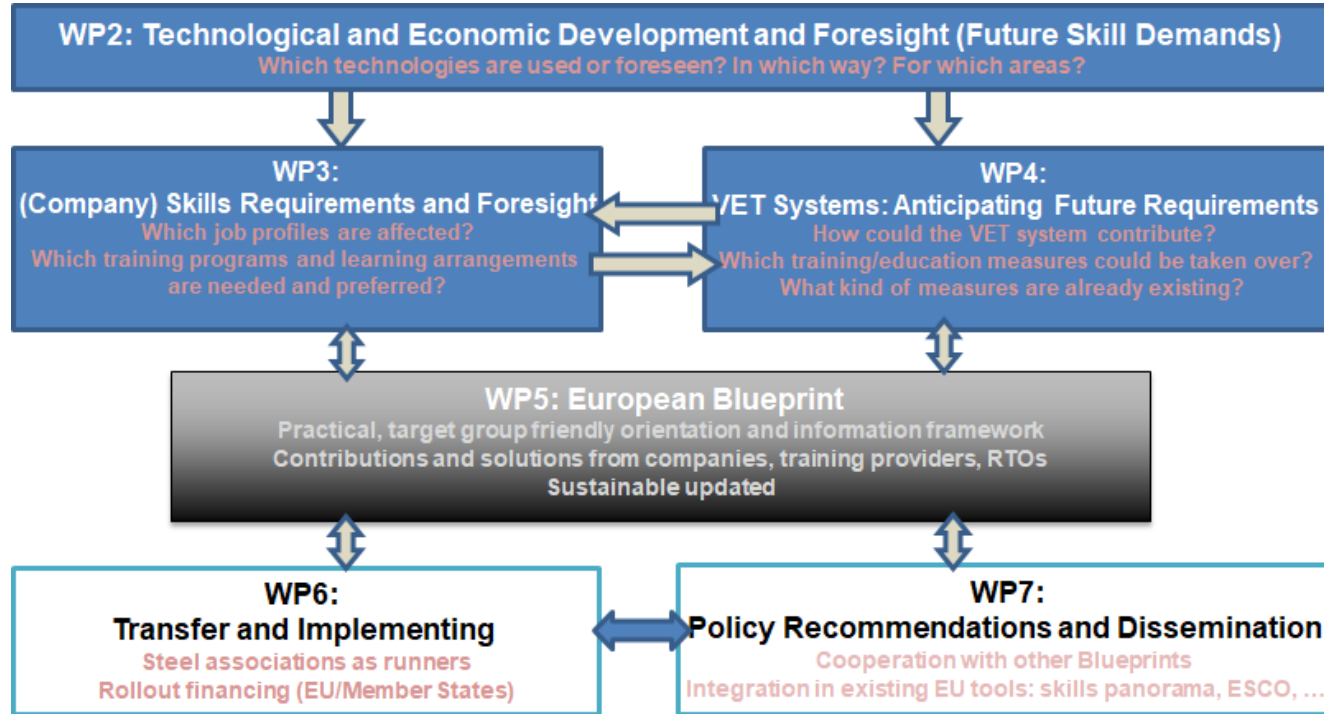 WP2: Technological and Economic Development and Foresight (Future Skill Demands)
Which technologies are used or foreseen? In which way? For which areas?
WP3:
(Company) Skills Requirements and Foresight
Which job profiles are affected?
Which training programs and learning arrangements
are needed and preferred?
WP4:
VET Systems: Anticipating Future Requirements
How could the VET system contribute?
Which training/education measures could be taken over?
What kind of measures are already existing?
WP5: European Blueprint
Practical, target group friendly orientation and information framework
Contributions and solutions from companies, training providers, RTOs
Sustainable updated
WP6:
Transfer and Implementing
Steel associations as runners
Rollout financing (EU/Member States)
WP7:
Policy Recommendations and Dissemination
Cooperation with other Blueprints
Integration in existing EU tools: skills panorama, ESCO, …